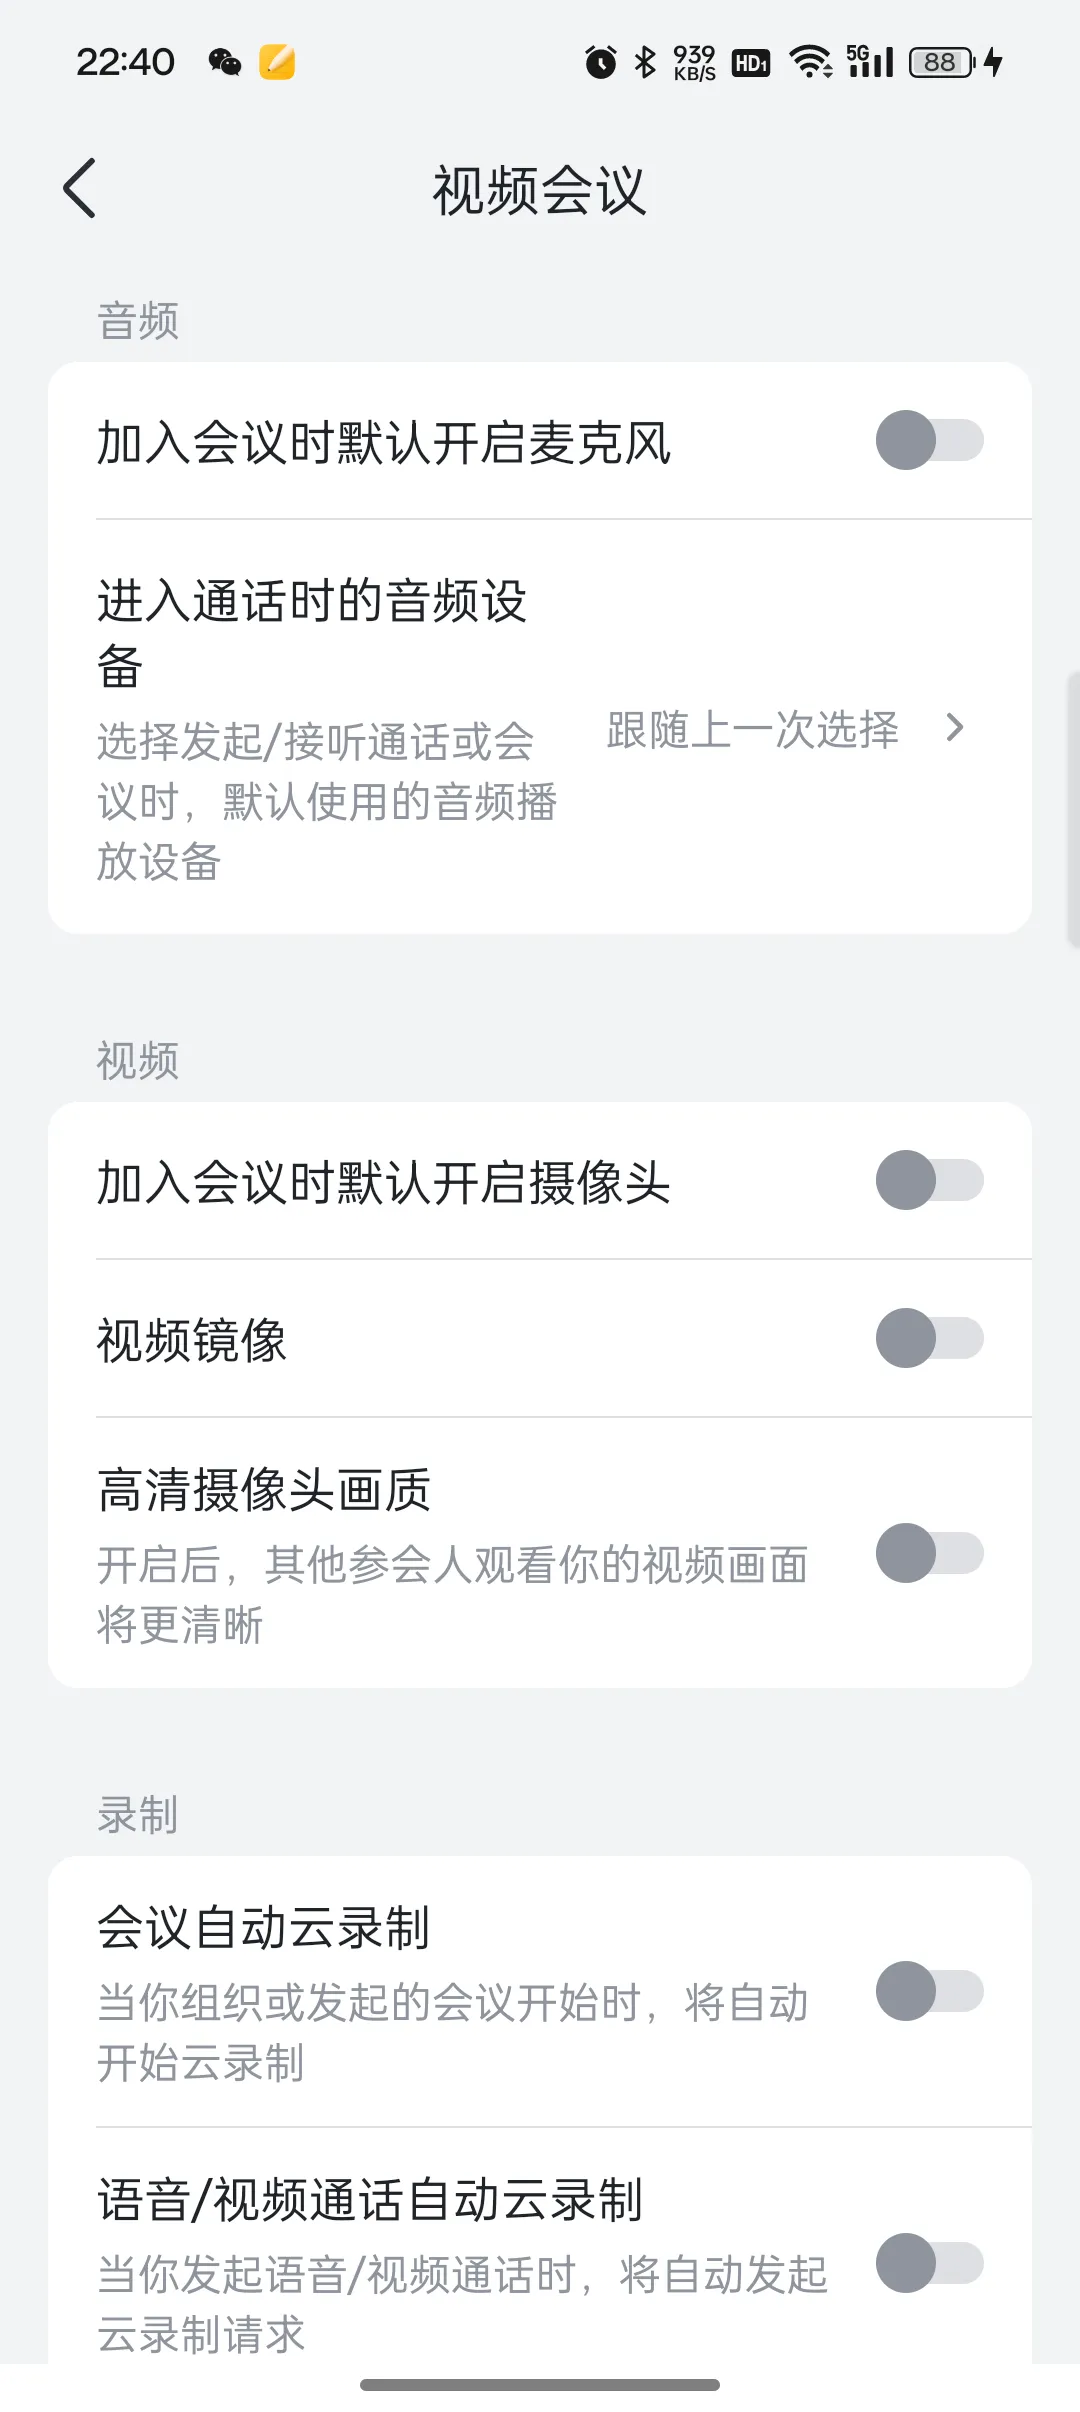 22:40
939
KB/S
HD1
5G
88
视频会议
音频
加入会议时默认开启麦克风
进入通话时的音频设
备
选择发起/接听通话或会
议时，默认使用的音频播
放设备
跟随上一次选择
视频
加入会议时默认开启摄像头
视频镜像
高清摄像头画质
开启后，其他参会人观看你的视频画面
将更清晰
录制
会议自动云录制
当你组织或发起的会议开始时，将自动
开始云录制
语音/视频通话自动云录制
当你发起语音/视频通话时，将自动发起
云录制请求